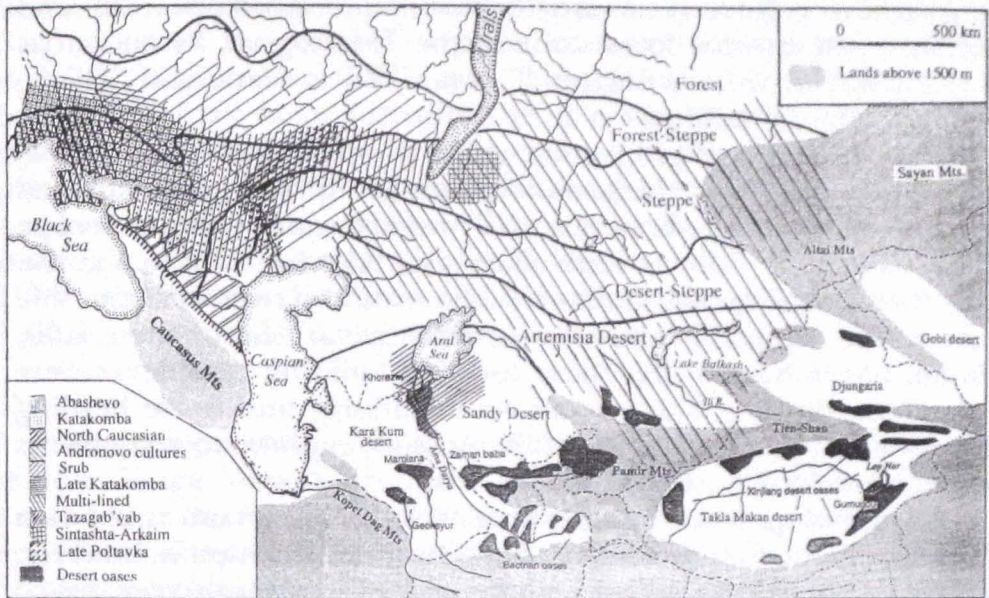 0 500 km
Lands above 1500 m
Urals
Forest
Forest-Steppe
Sayan Mts.
Steppe
Black
Sea
Altai Mts
Desert-Steppe
Gobi desert
Artemisia Desert
Aral
Sea
Caucasus Mts
Caspian
Sea
Lake Balkash
Khorezm
Djungaria
Ili R.
Sandy Desert
Kara Kum
desert
Tien-Shan
Zaman baba
Margiana
Pamir Mts.
Lop Nor
Xinjiang desert oases
Gumugou
Takla Makan desert
Kopet Dag Mts
Geoksyur
Bactrian oases
Abashevo
Katakomba
North Caucasian
Andronovo cultures
Srub
Late Katakomba
Multi-lined
Tazagab'yab
Sintashta-Arkaim
Late Poltavka
Desert oases